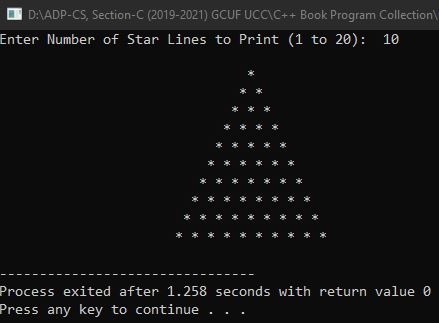 D:\ADP-CS, Section-C (2019-2021) GCUF UCC\C++ Book Program Collection\
Enter Number of Star Lines to Print (1 to 20):  10
*
* *
* * *
* * * *
* * * * *
* * * * * *
* * * * * * *
* * * * * * * *
* * * * * * * * *
* * * * * * * * * *
--------------------------------
Process exited after 1.258 seconds with return value 0
Press any key to continue . . .